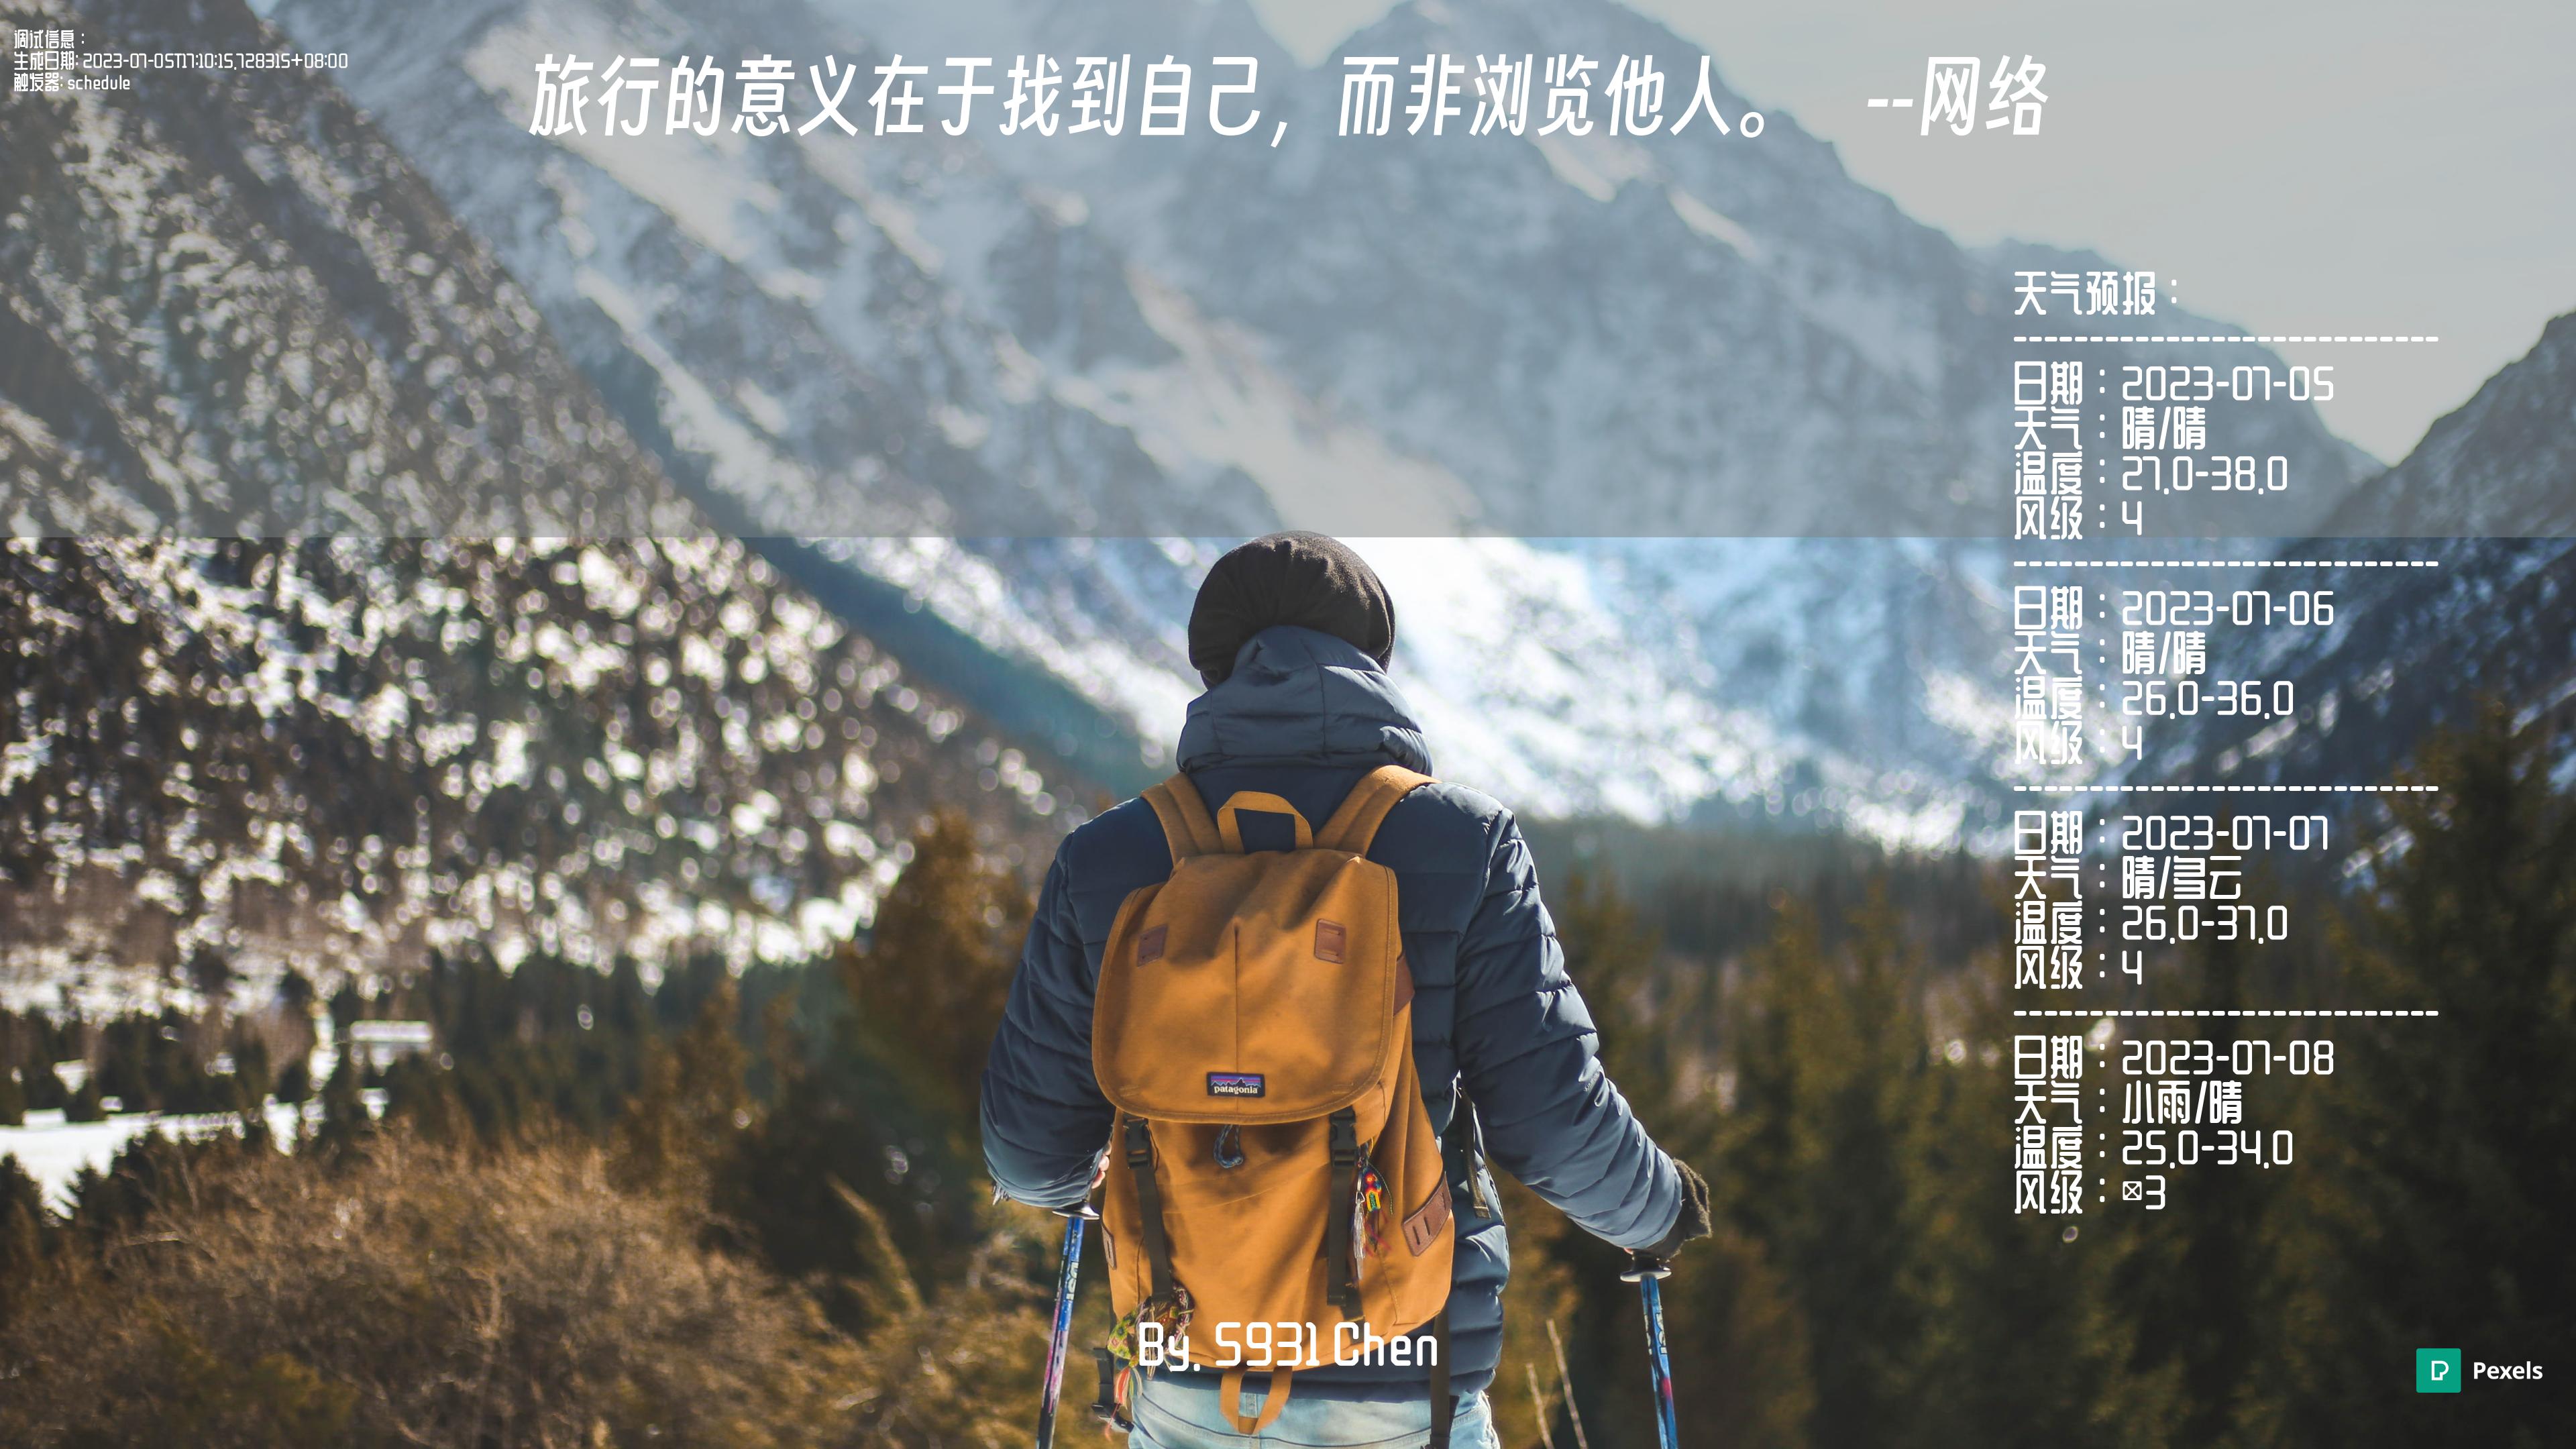 调试信息：
生成日期: 2023-07-05T17:10:15.728315+08:00
触发器: schedule
旅行的意义在于找到自己，而非浏览他人。 --网络
天气预报：
----------------------------
日期：2023-07-05
天气：晴/晴
温度：27.0-38.0
风级：4
----------------------------
日期：2023-07-06
天气：晴/晴
温度：26.0-36.0
风级：4
----------------------------
日期：2023-07-07
天气：晴/多云
温度：26.0-37.0
风级：4
----------------------------
日期：2023-07-08
天气：小雨/晴
温度：25.0-34.0
风级：☒3
patagonia
By. 5931 Chen
Pexels